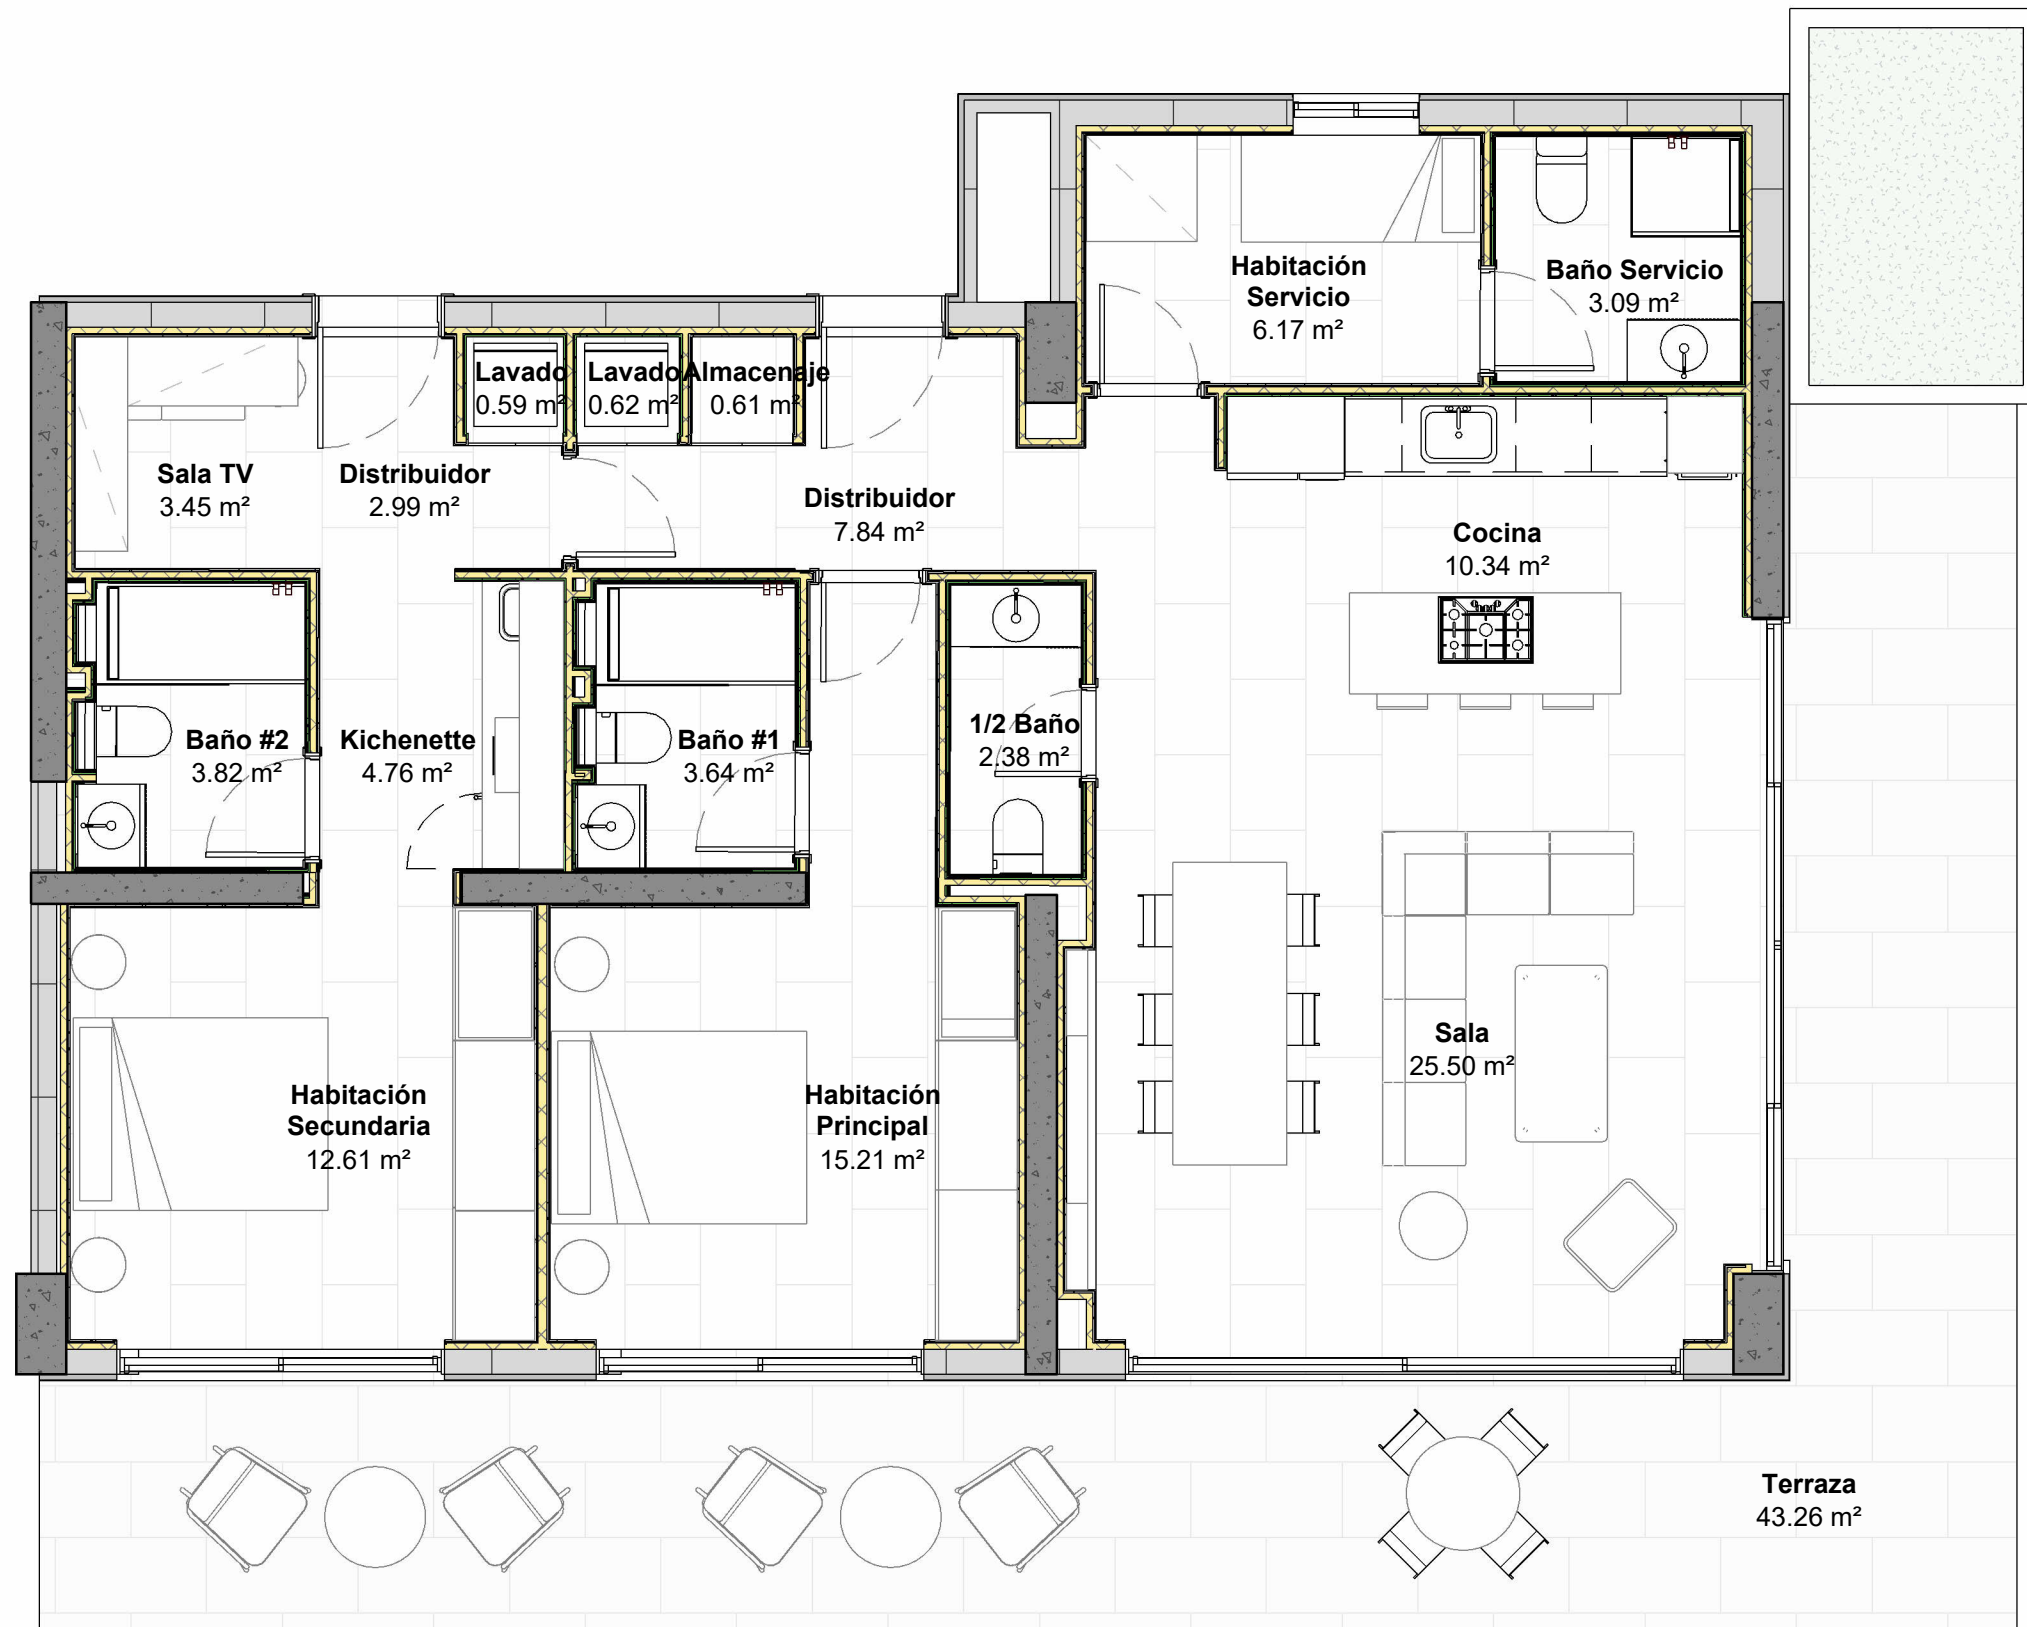 Habitación
Servicio
6.17 m²
Baño Servicio
3.09 m²
Lavado
0.59 m²
Lavado
0.62 m²
Almacenaje
0.61 m²
Sala TV
3.45 m²
Distribuidor
2.99 m²
Distribuidor
7.84 m²
Cocina
10.34 m²
Baño #2
3.82 m²
Kichenette
4.76 m²
Baño #1
3.64 m²
1/2 Baño
2.38 m²
Sala
25.50 m²
Habitación
Secundaria
12.61 m²
Habitación
Principal
15.21 m²
Terraza
43.26 m²